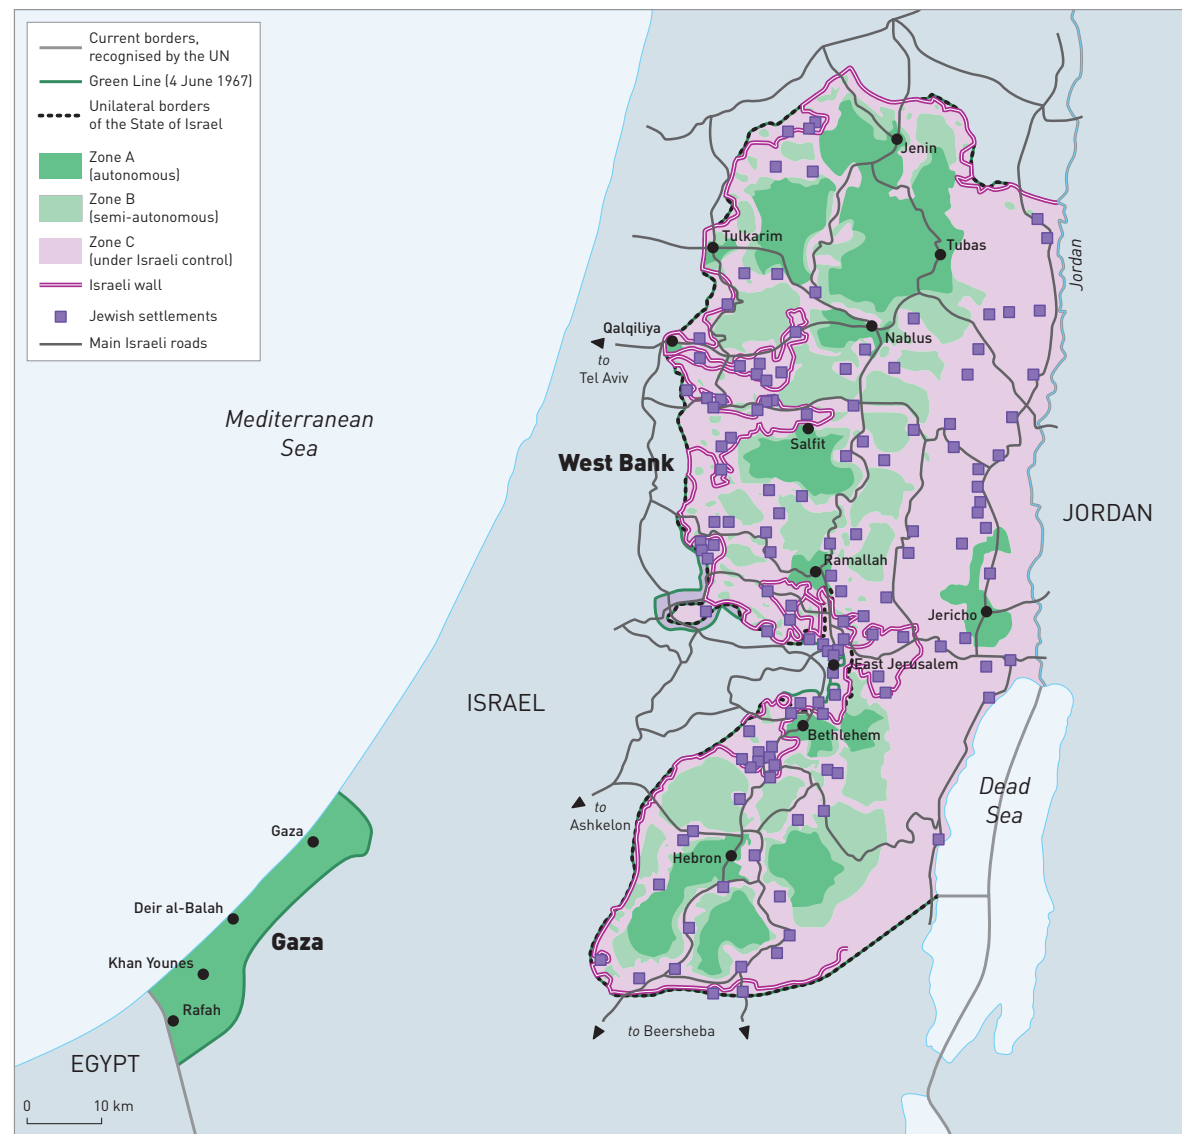 Current borders,
recognised by the UN
Green Line (4 June 1967)
Unilateral borders
of the State of Israel
Zone A
(autonomous)
Zone B
(semi-autonomous)
Zone C
(under Israeli control)
Israeli wall
Jewish settlements
Main Israeli roads
Jenin
Tulkarim
Tubas
Jordan
Qalqiliya
Nablus
to
Tel Aviv
Mediterranean
Sea
Salfit
West Bank
JORDAN
Ramallah
Jericho
East Jerusalem
ISRAEL
Bethlehem
Dead
Sea
to
Ashkelon
Gaza
Hebron
Deir al-Balah
Gaza
Khan Younes
Rafah
to Beersheba
EGYPT
0 10 km